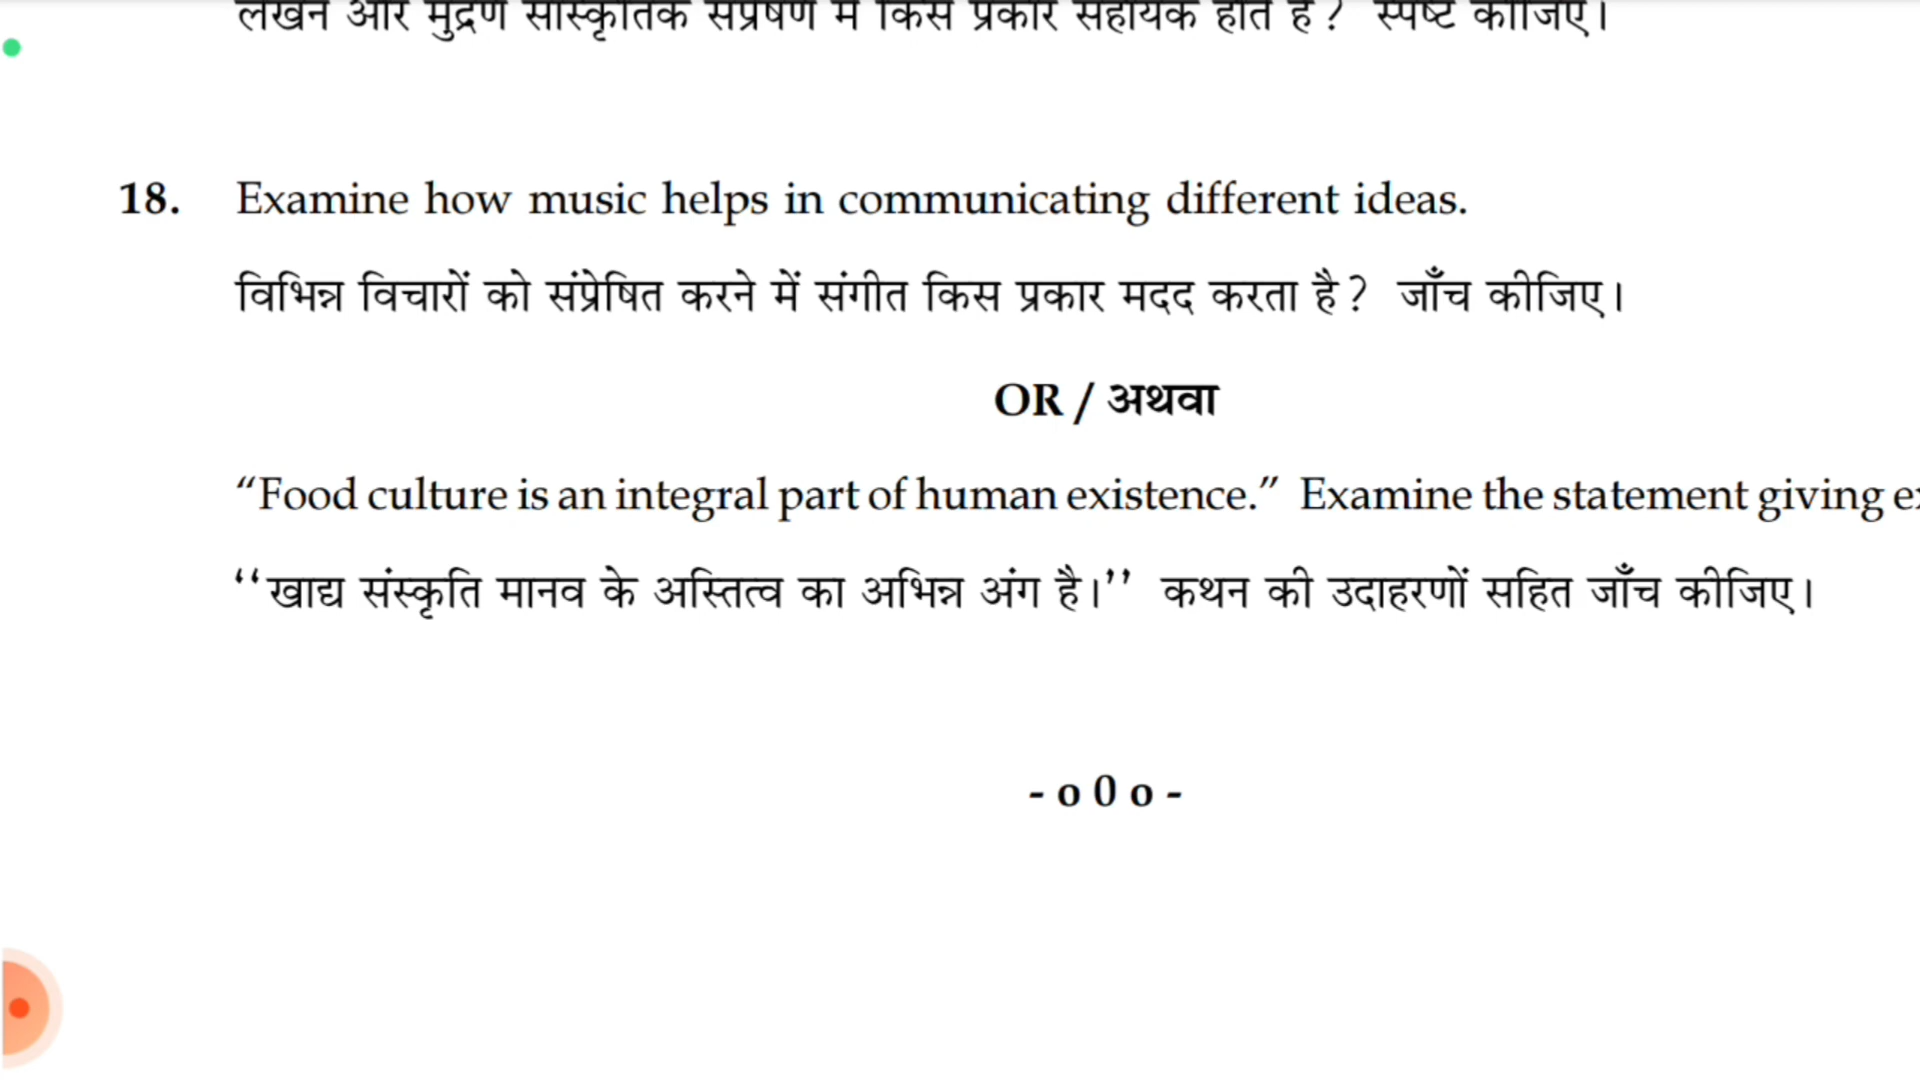 लेखन और मुद्रण सांस्कृतिक संप्रेषण में किस प्रकार सहायक होते हैं? स्पष्ट कीजिए।
18. Examine how music helps in communicating different ideas.
विभिन्न विचारों को संप्रेषित करने में संगीत किस प्रकार मदद करता है? जाँच कीजिए।
OR / अथवा
“Food culture is an integral part of human existence.” Examine the statement giving
‘‘खाद्य संस्कृति मानव के अस्तित्व का अभिन्न अंग है।’’ कथन की उदाहरणों सहित जाँच कीजिए।
- o 0 o -